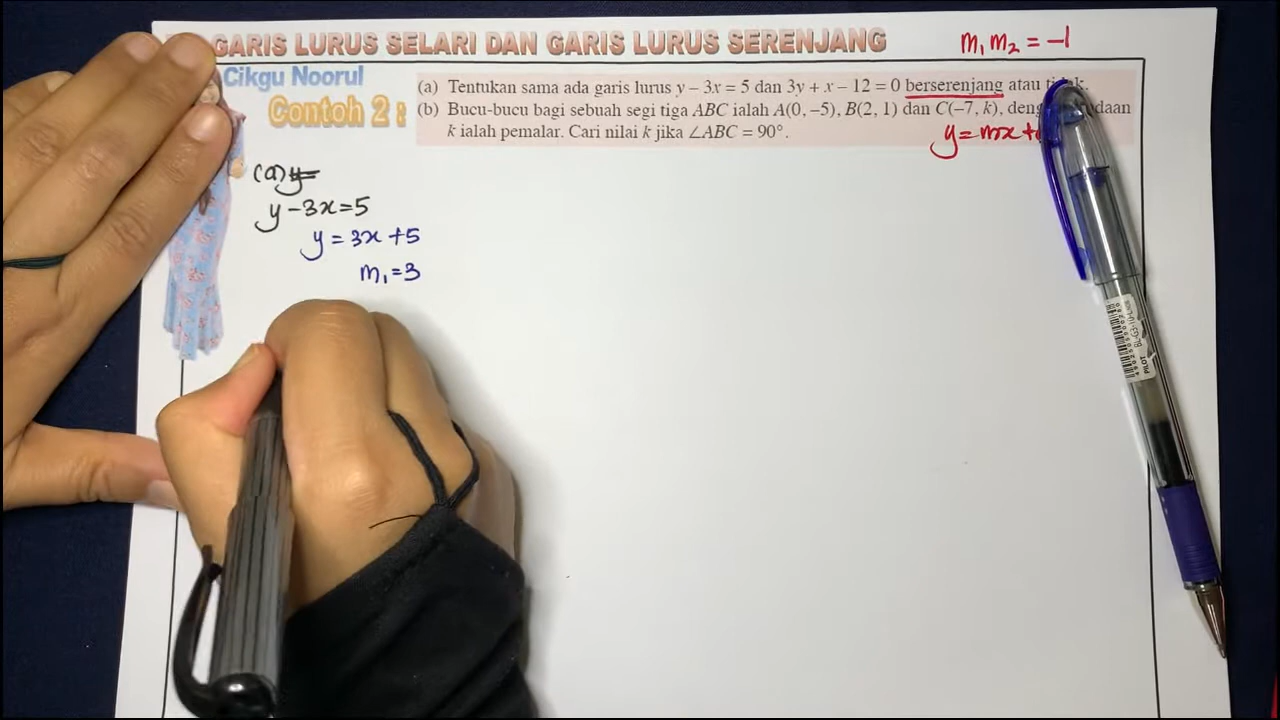 GARIS LURUS SELARI DAN GARIS LURUS SERENJANG
m₁m₂ = -1
Cikgu Noorul
Contoh 2 :
(a) Tentukan sama ada garis lurus y – 3x = 5 dan 3y + x – 12 = 0 berserenjang atau
(b) Bucu-bucu bagi sebuah segi tiga ABC ialah A(0, –5), B(2, 1) dan C(–7, k),
k ialah pemalar. Cari nilai k jika ∠ABC = 90°.
y = mx +
(a) y =
y - 3x = 5
y = 3x + 5
m₁ = 3
PILOT